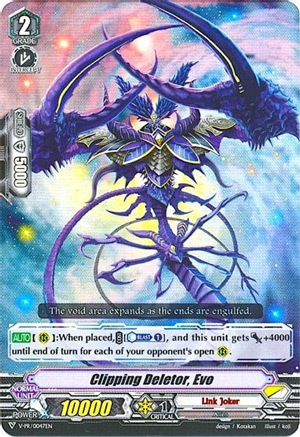 2
GRADE
INTERCEPT
SHIELD
5000
The void area expands as the ends are engulfed.
AUTO [ ]:When placed, [BLAST 1], and this unit gets +4000
until end of turn for each of your opponent's open .
Clipping Deletor, Evo
NORMAL
UNIT
V-PR/0047EN
POWER
10000
1
CRITICAL
Link Joker
design / Kotakan
Illust / koji